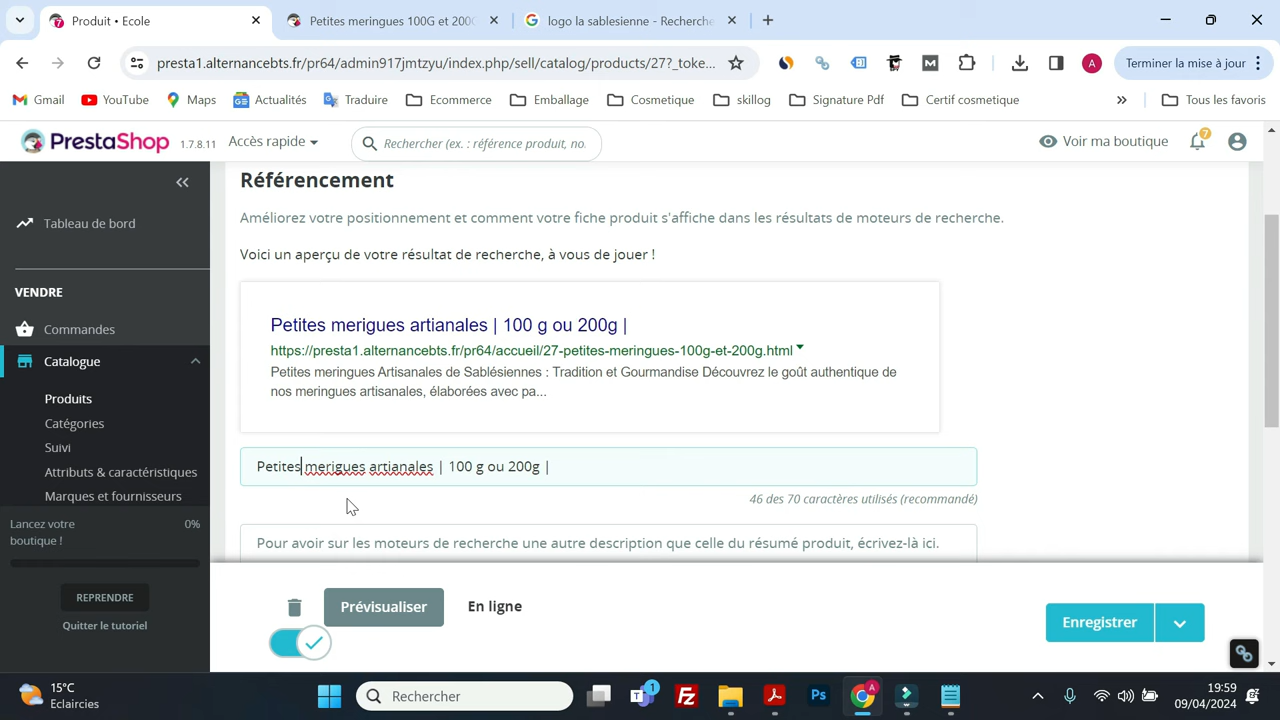 Produit • Ecole
Petites meringues 100G et 200G
logo la sablesienne - Recherche
presta1.alternancebts.fr/pr64/admin917jmtzyu/index.php/sell/catalog/products/27?_toke...
A
Terminer la mise à jour
Gmail
YouTube
Maps
Actualités
Traduire
Ecommerce
Emballage
Cosmetique
skillog
Signature Pdf
Certif cosmetique
»
Tous les favoris
PrestaShop
1.7.8.11
Accès rapide
Rechercher (ex. : référence produit, no.
Voir ma boutique
7
Référencement
Améliorez votre positionnement et comment votre fiche produit s'affiche dans les résultats de moteurs de recherche.
Tableau de bord
Voici un aperçu de votre résultat de recherche, à vous de jouer !
VENDRE
Petites merigues artianales | 100 g ou 200g |
Commandes
https://presta1.alternancebts.fr/pr64/accueil/27-petites-meringues-100g-et-200g.html
Catalogue
Petites meringues Artisanales de Sablésiennes : Tradition et Gourmandise Découvrez le goût authentique de
nos meringues artisanales, élaborées avec pa...
Produits
Catégories
Suivi
Attributs & caractéristiques
Marques et fournisseurs
Petites merigues artianales | 100 g ou 200g |
46 des 70 caractères utilisés (recommandé)
Lancez votre
boutique !
0%
Pour avoir sur les moteurs de recherche une autre description que celle du résumé produit, écrivez-là ici.
REPRENDRE
Quitter le tutoriel
Prévisualiser
En ligne
Enregistrer
15°C
Eclaircies
Rechercher
1
A
19:59
09/04/2024